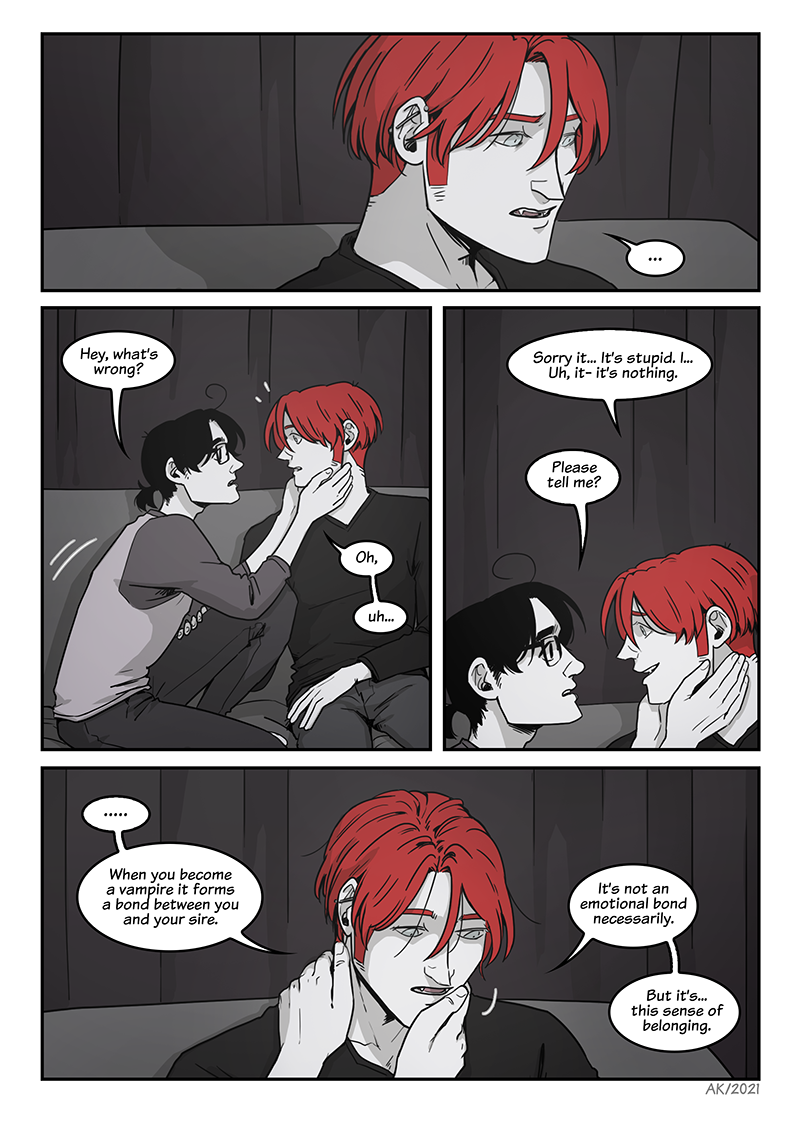 ...
Hey, what's
wrong?
Oh,
uh...
Sorry it... It's stupid. I...
Uh, it- it's nothing.
Please
tell me?
.....
When you become
a vampire it forms
a bond between you
and your sire.
It's not an
emotional bond
necessarily.
But it's...
this sense of
belonging.
AK/2021